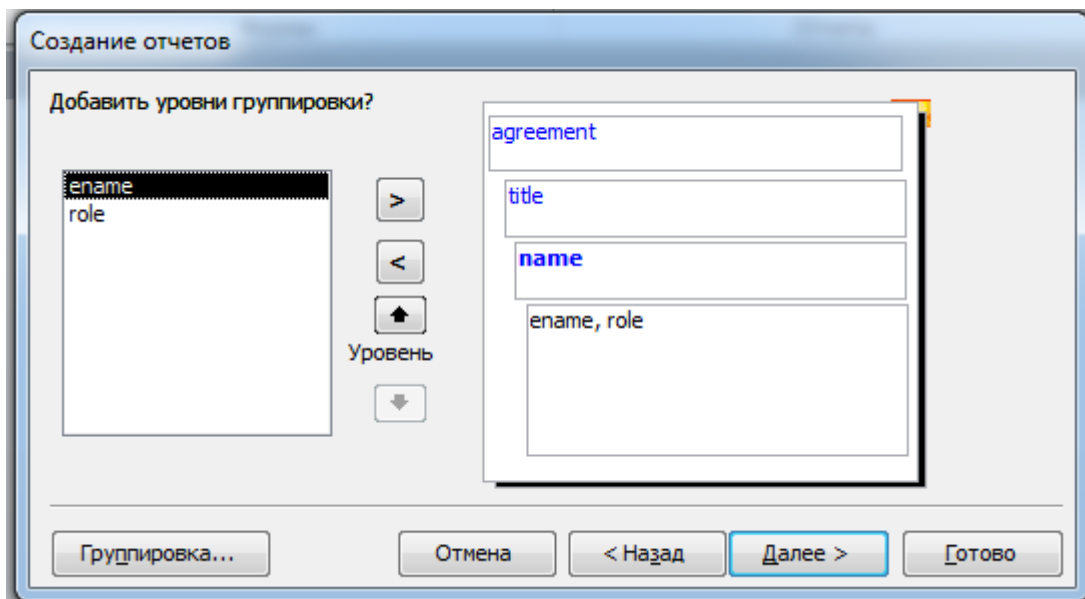 Создание отчетов
Добавить уровни группировки?
ename
role
>
<
Уровень
agreement
title
name
ename, role
Группировка...
Отмена
< Назад
Далее >
Готово